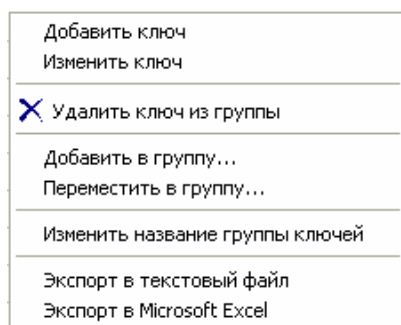 Добавить ключ
Изменить ключ
Удалить ключ из группы
Добавить в группу...
Переместить в группу...
Изменить название группы ключей
Экспорт в текстовый файл
Экспорт в Microsoft Excel